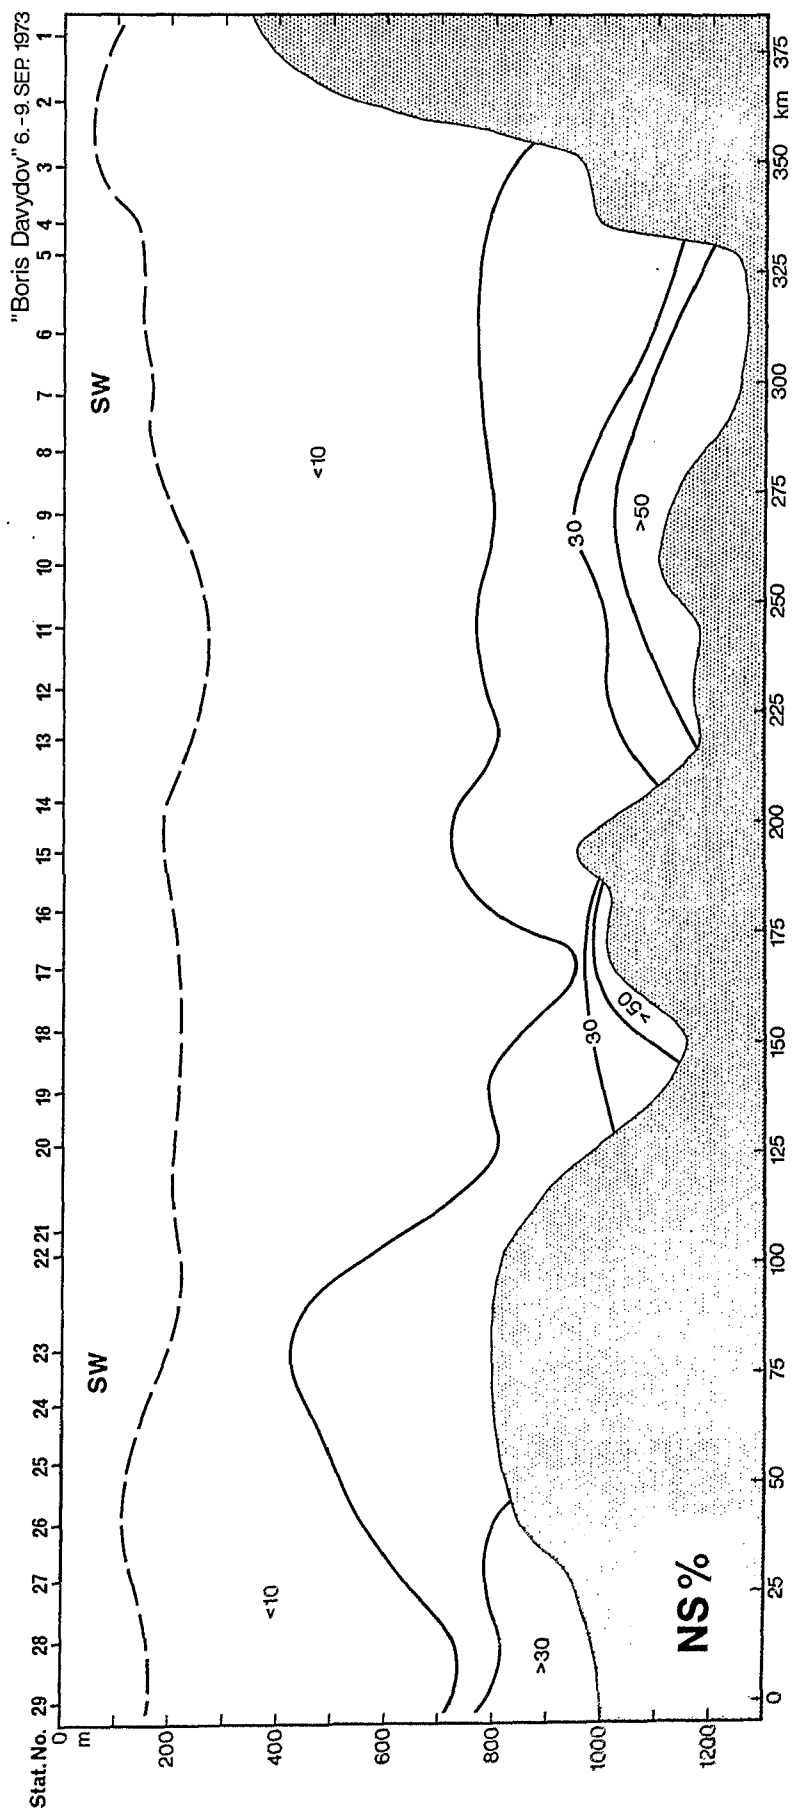 "Boris Davydov" 6.-9. SEP. 1973
Stat.No. 29 28 27 26 25 24 23 22 21 20 19 18 17 16 15 14 13 12 11 10 9 8 7 6 5 4 3 2 1
0
m
200
400
600
800
1000
1200
SW
SW
<10
<10
>30
30
>50
30
>50
NS%
0 25 50 75 100 125 150 175 200 225 250 275 300 325 350 km 375